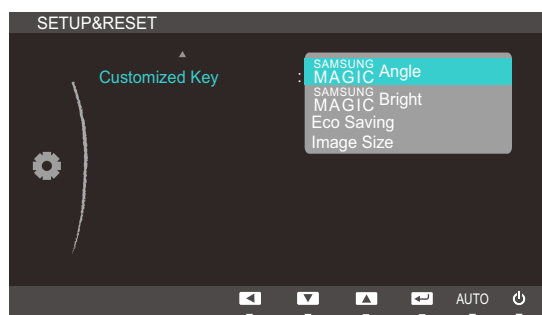 SETUP&RESET
Customized Key : SAMSUNG MAGIC Angle
SAMSUNG MAGIC Bright
Eco Saving
Image Size
AUTO